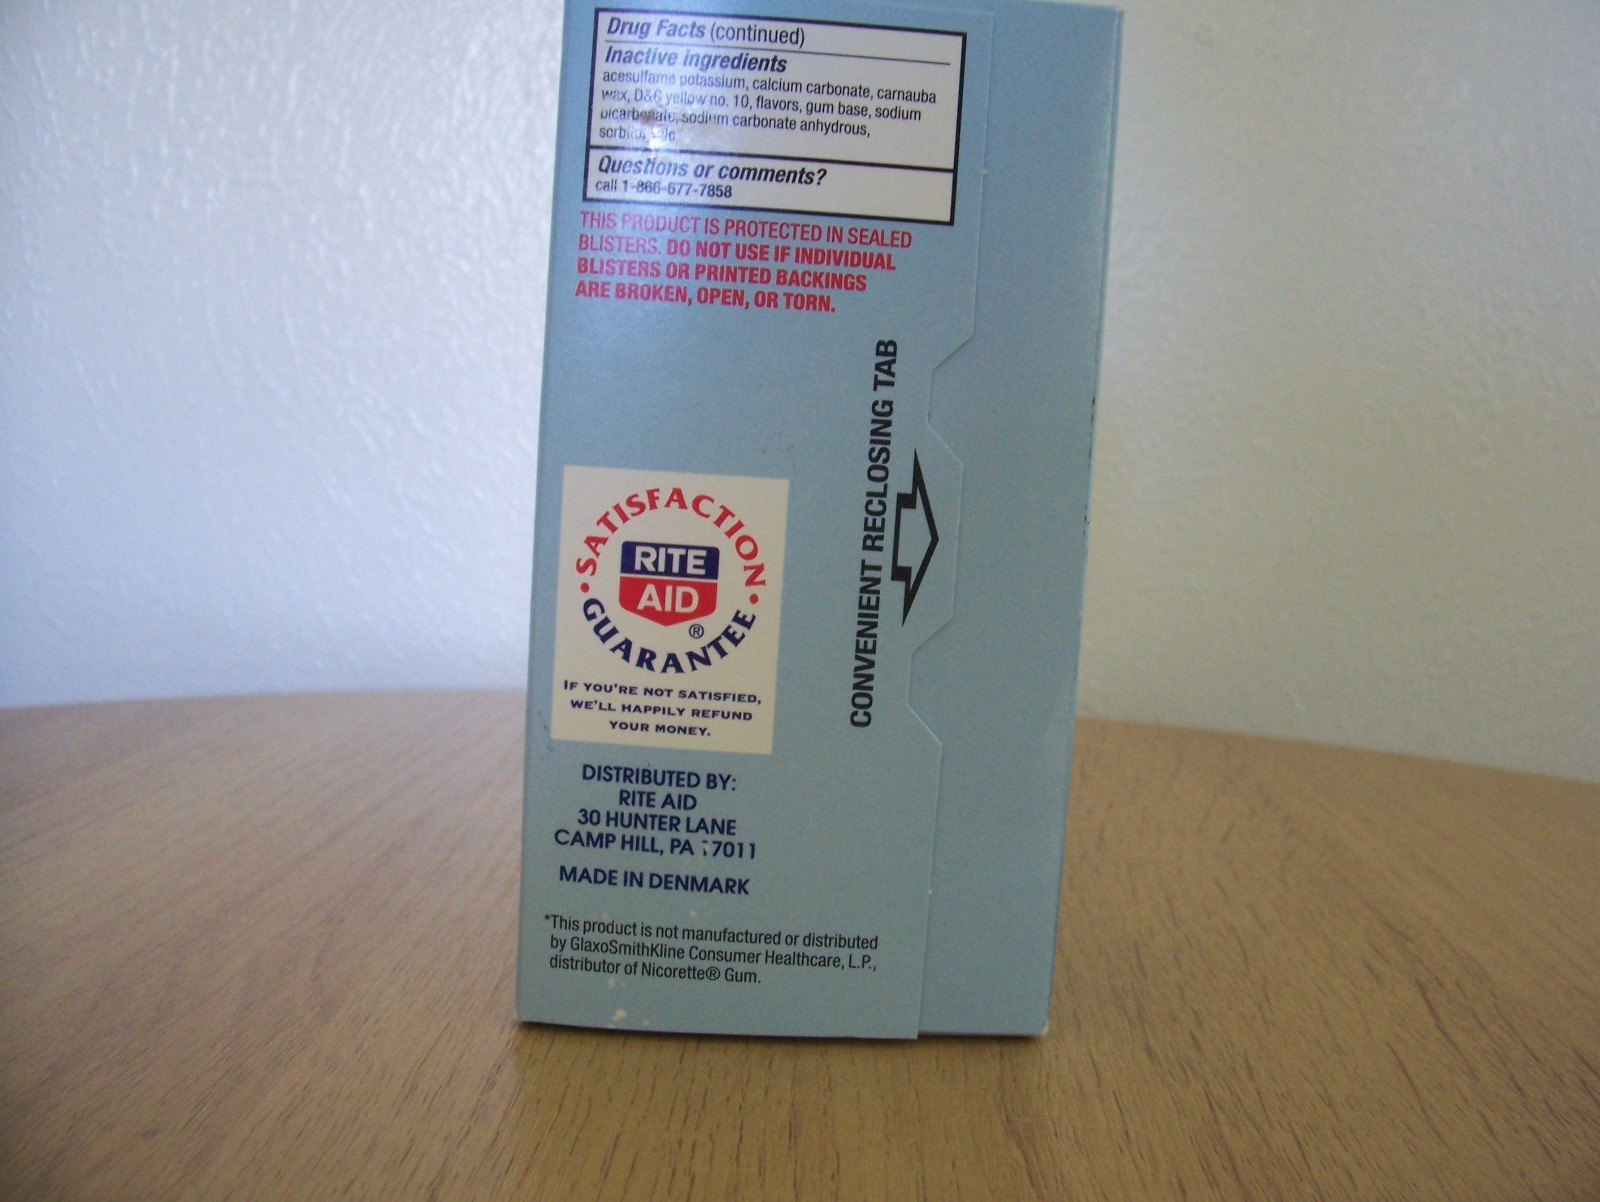 Drug Facts (continued)
Inactive ingredients
acesulfame potassium, calcium carbonate, carnauba
wax, D&C yellow no. 10, flavors, gum base, sodium
bicarbonate, sodium carbonate anhydrous,
sorbitol,
Questions or comments?
call 1-866-677-7858
THIS PRODUCT IS PROTECTED IN SEALED
BLISTERS. DO NOT USE IF INDIVIDUAL
BLISTERS OR PRINTED BACKINGS
ARE BROKEN, OPEN, OR TORN.
CONVENIENT RECLOSING TAB
• SATISFACTION •
RITE
AID
®
GUARANTEE
IF YOU'RE NOT SATISFIED,
WE'LL HAPPILY REFUND
YOUR MONEY.
DISTRIBUTED BY:
RITE AID
30 HUNTER LANE
CAMP HILL, PA 17011
MADE IN DENMARK
*This product is not manufactured or distributed
by GlaxoSmithKline Consumer Healthcare, L.P.,
distributor of Nicorette® Gum.